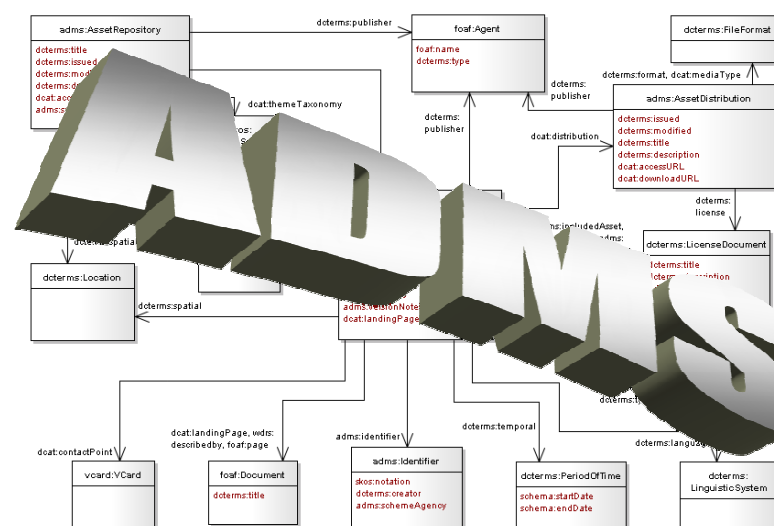 dcterms:publisher
adms:AssetRepository
foaf:Agent
dcterms:FileFormat
dcterms:title
dcterms:issued
foaf:name
dcterms:type
dcterms:format, dcat:mediaType
dcterms:
publisher
adms:AssetDistribution
dcat:themeTaxonomy
dcterms:
publisher
dcat:distribution
dcterms:issued
dcterms:modified
dcterms:title
dcterms:description
dcat:accessURL
dcat:downloadURL
ADMS
dcterms:
license
dcterms:LicenseDocument
dcterms:title
dcterms:Location
dcterms:spatial
dcat:landingPage
dcat:landingPage, wdrs:
describedby, foaf:page
adms:identifier
dcterms:temporal
dcat:contactPoint
vcard:VCard
foaf:Document
dcterms:title
adms:Identifier
skos:notation
dcterms:creator
adms:schemeAgency
dcterms:PeriodOfTime
schema:startDate
schema:endDate
dcterms:
LinguisticSystem